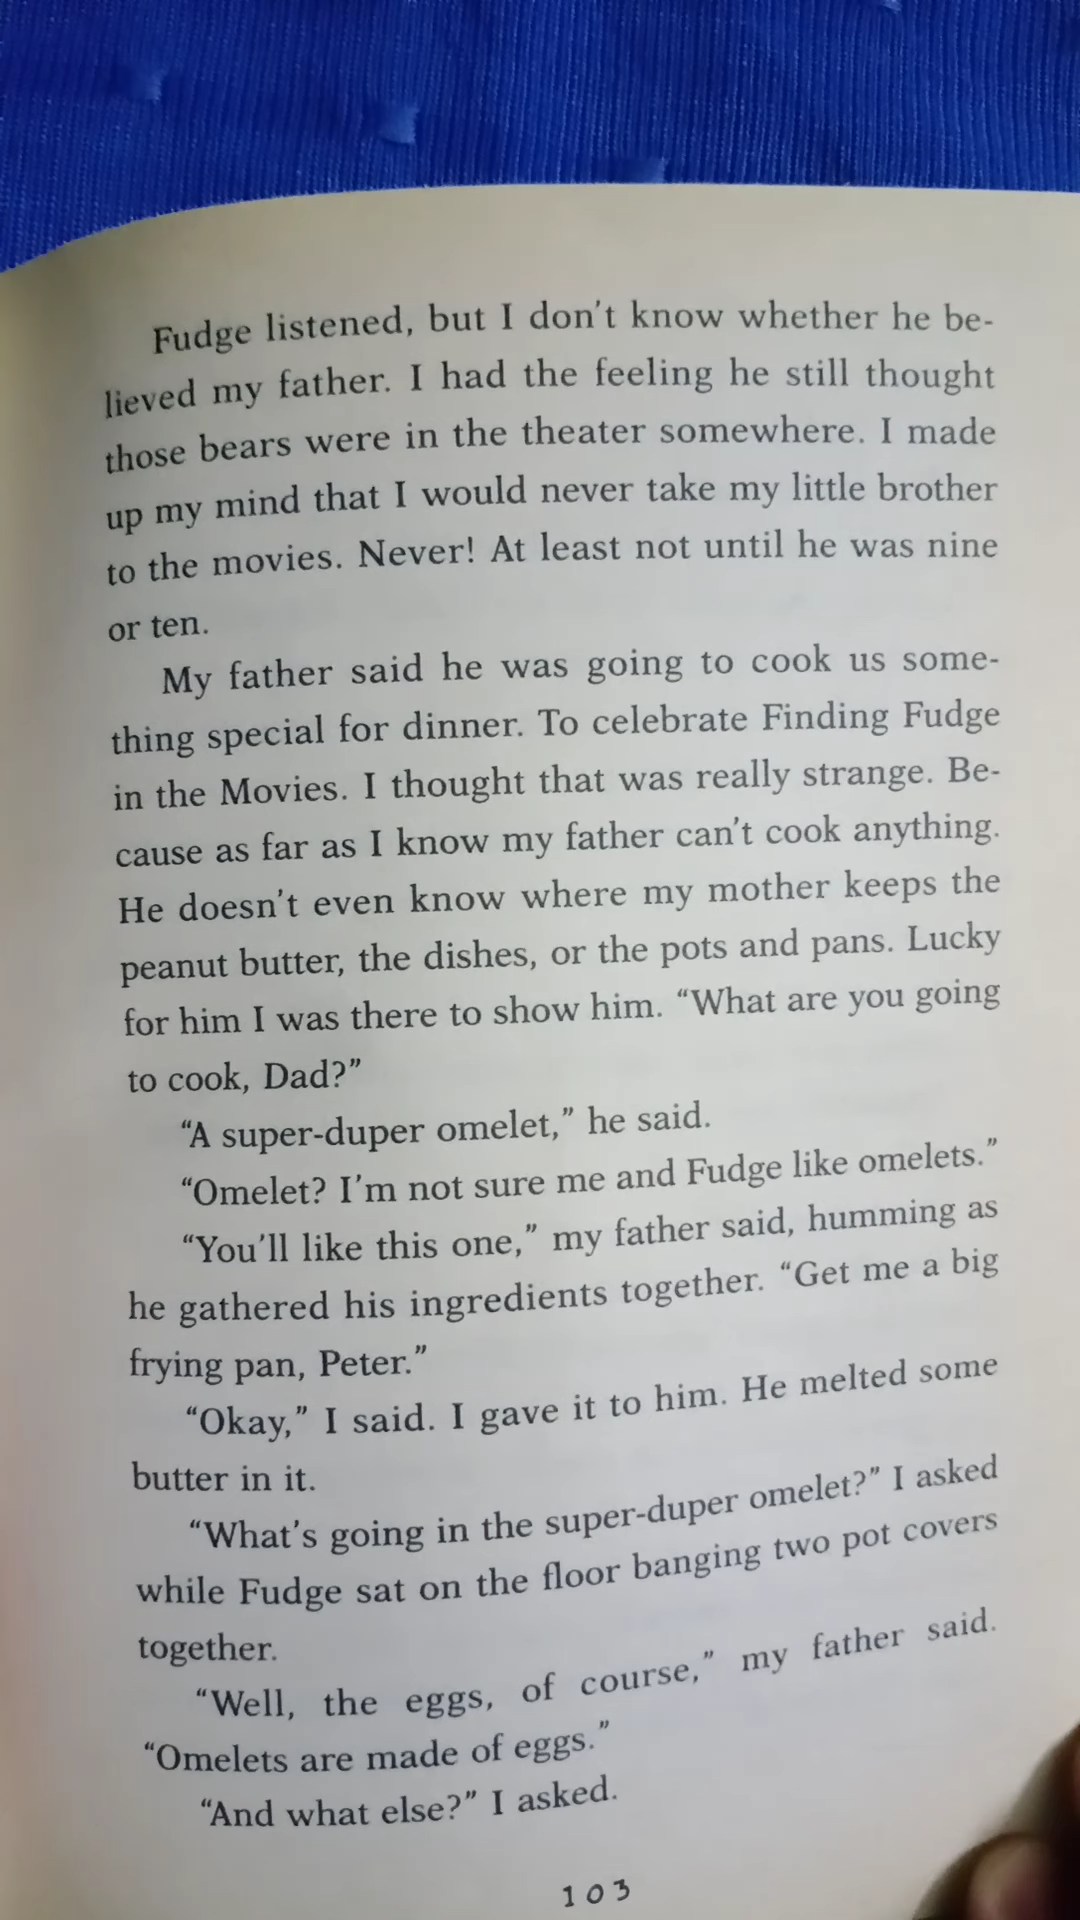 Fudge listened, but I don't know whether he be-
lieved my father. I had the feeling he still thought
those bears were in the theater somewhere. I made
up my mind that I would never take my little brother
to the movies. Never! At least not until he was nine
or ten.
My father said he was going to cook us some-
thing special for dinner. To celebrate Finding Fudge
in the Movies. I thought that was really strange. Be-
cause as far as I know my father can't cook anything.
He doesn't even know where my mother keeps the
peanut butter, the dishes, or the pots and pans. Lucky
for him I was there to show him. “What are you going
to cook, Dad?”
“A super-duper omelet,” he said.
“Omelet? I'm not sure me and Fudge like omelets.”
“You'll like this one,” my father said, humming as
he gathered his ingredients together. “Get me a big
frying pan, Peter.”
“Okay,” I said. I gave it to him. He melted some
butter in it.
“What's going in the super-duper omelet?” I asked
while Fudge sat on the floor banging two pot covers
together.
“Well, the eggs, of course,” my father said.
“Omelets are made of eggs.”
“And what else?” I asked.
103